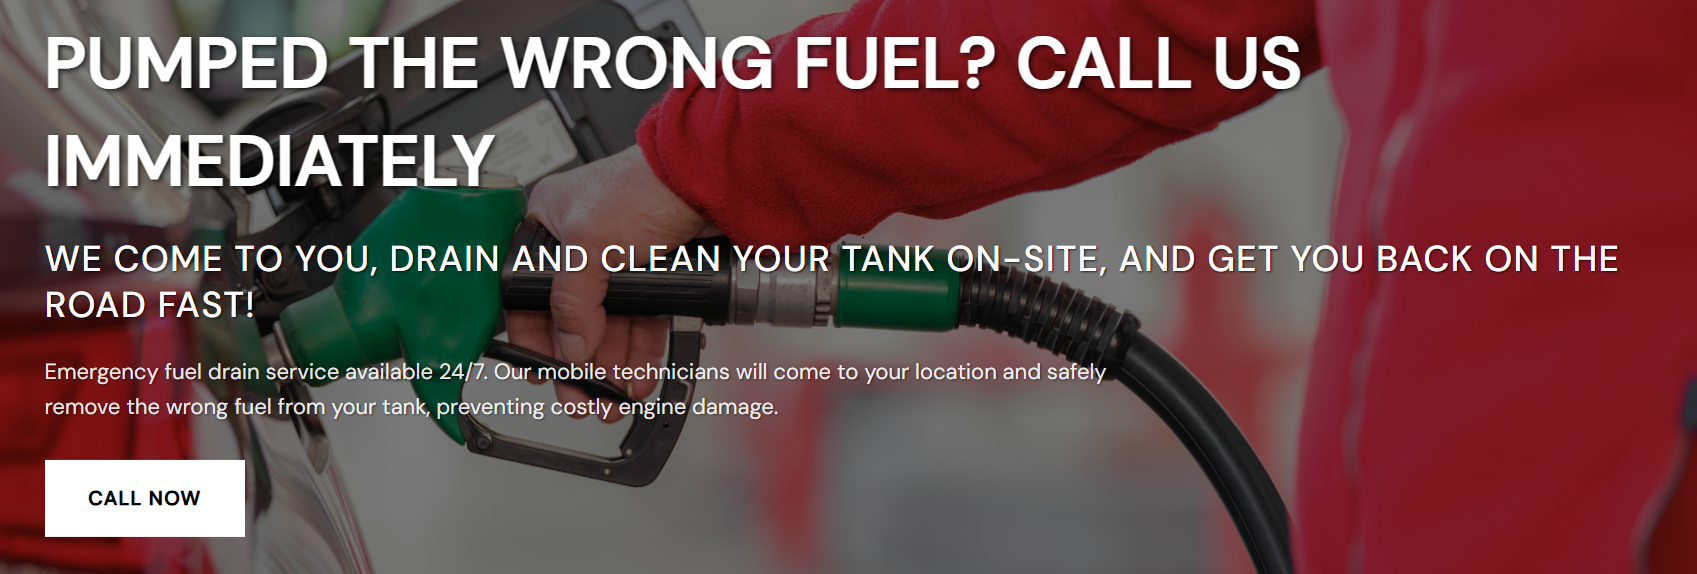 PUMPED THE WRONG FUEL? CALL US
IMMEDIATELY
WE COME TO YOU, DRAIN AND CLEAN YOUR TANK ON-SITE, AND GET YOU BACK ON THE
ROAD FAST!
Emergency fuel drain service available 24/7. Our mobile technicians will come to your location and safely
remove the wrong fuel from your tank, preventing costly engine damage.
CALL NOW